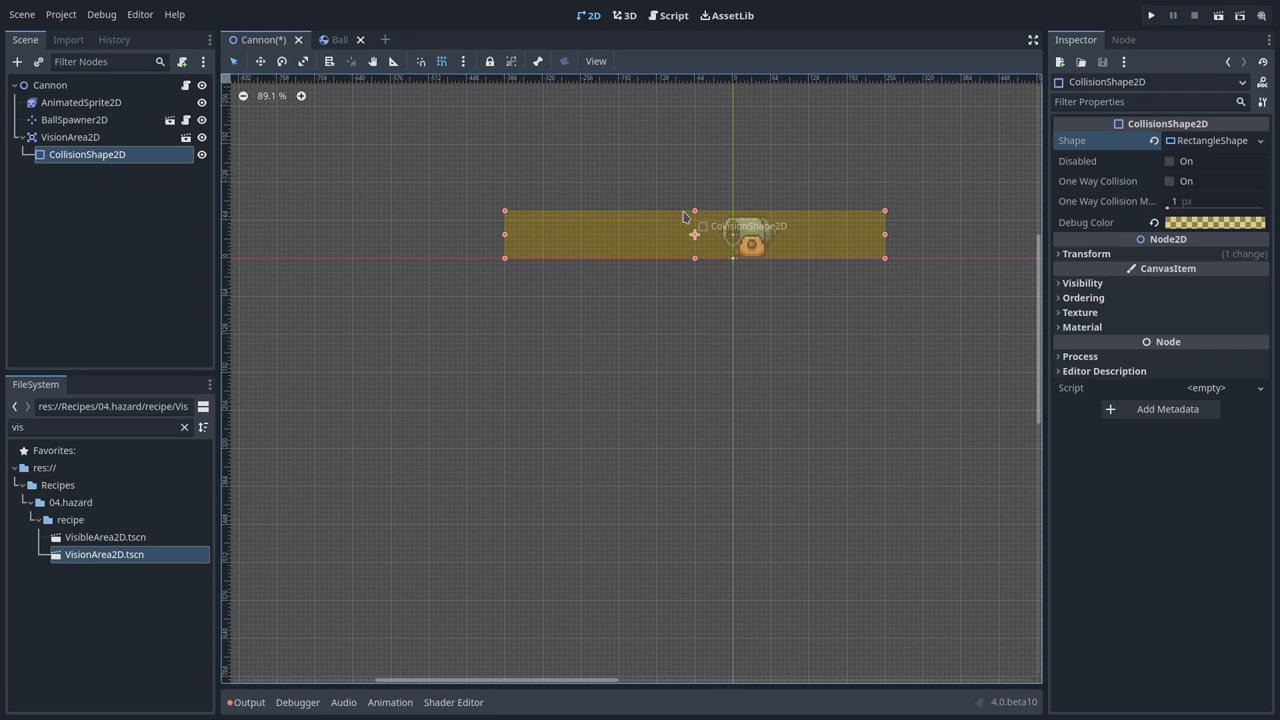 Scene Project Debug Editor Help
2D 3D Script AssetLib
Scene Import History
Cannon(*) Ball
Inspector Node
Filter Nodes
View
CollisionShape2D
Filter Properties
Cannon
AnimatedSprite2D
BallSpawner2D
VisionArea2D
CollisionShape2D
89.1 %
CollisionShape2D
CollisionShape2D
Shape RectangleShape
Disabled On
One Way Collision On
One Way Collision M... 1 px
Debug Color
Node2D
Transform (1 change)
CanvasItem
Visibility
Ordering
Texture
Material
Node
Process
Editor Description
Script <empty>
Add Metadata
FileSystem
res://Recipes/04.hazard/recipe/Vis
vis
Favorites:
res://
Recipes
04.hazard
recipe
VisibleArea2D.tscn
VisionArea2D.tscn
Output Debugger Audio Animation Shader Editor 4.0.beta10